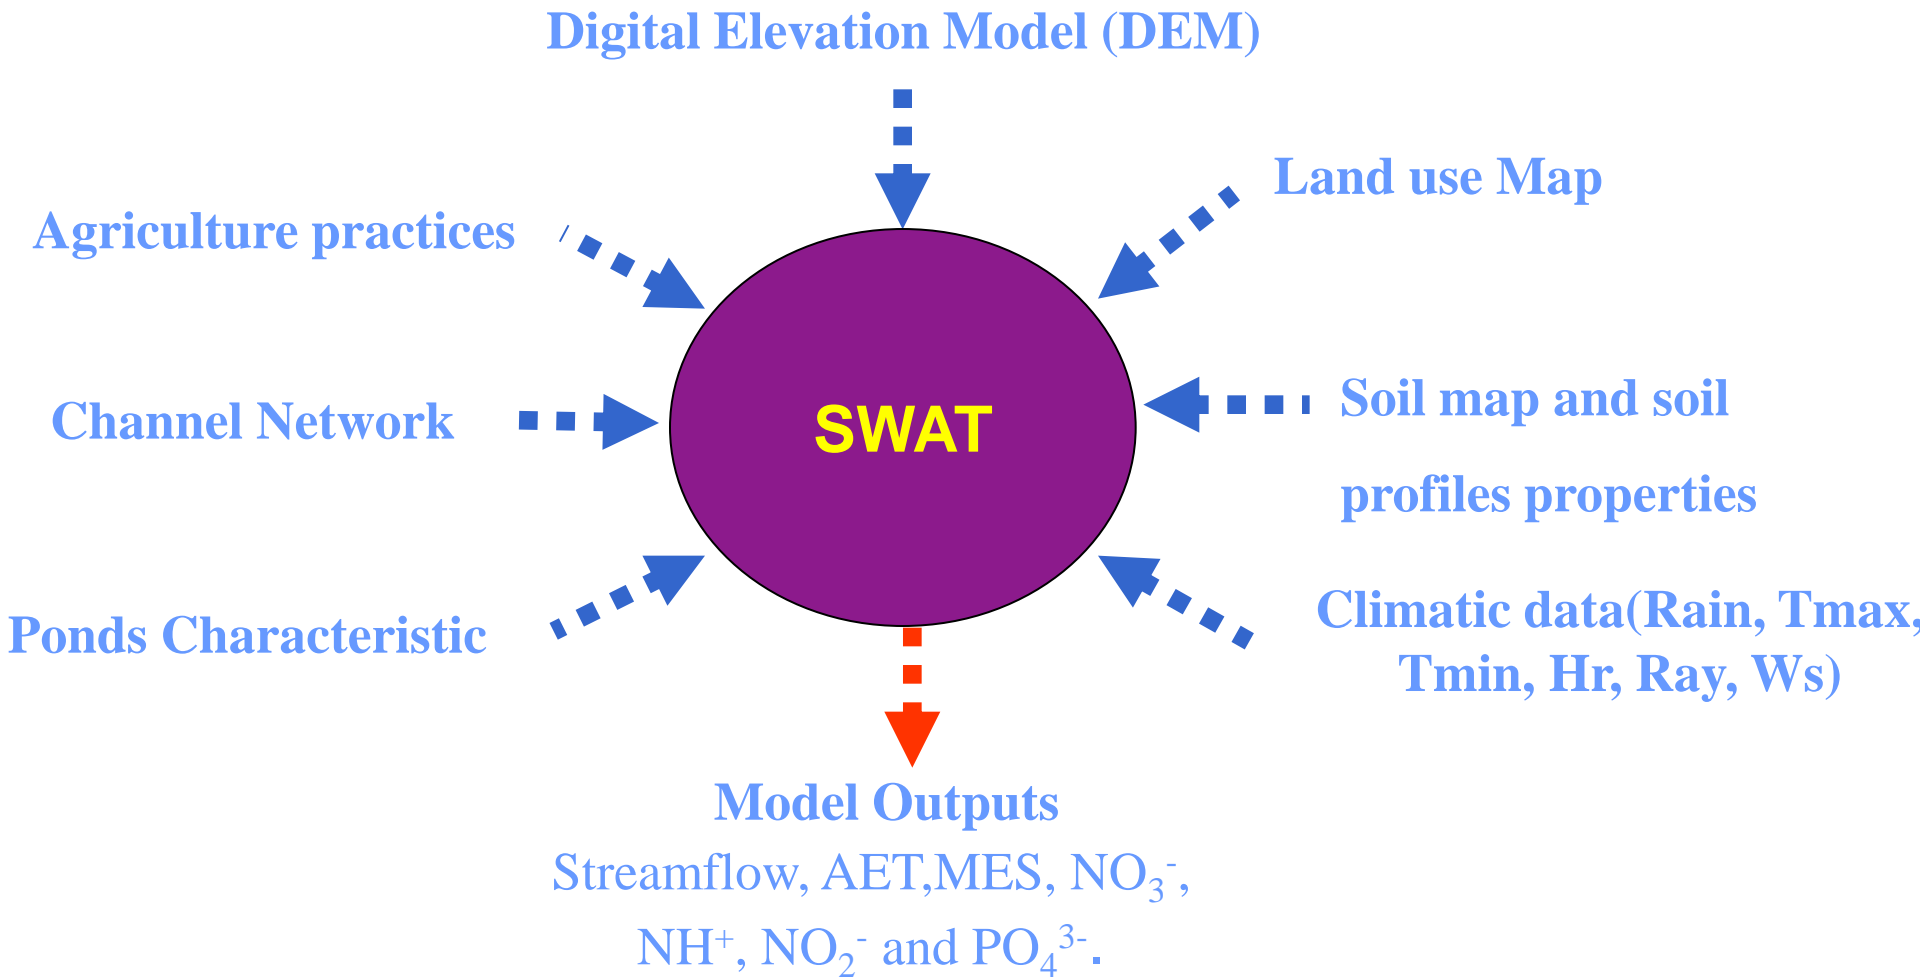 Digital Elevation Model (DEM)
Land use Map
Agriculture practices
Channel Network
SWAT
Soil map and soil
profiles properties
Ponds Characteristic
Climatic data(Rain, Tmax,
Tmin, Hr, Ray, Ws)
Model Outputs
Streamflow, AET,MES, NO₃⁻,
NH⁺, NO₂⁻ and PO₄³⁻.